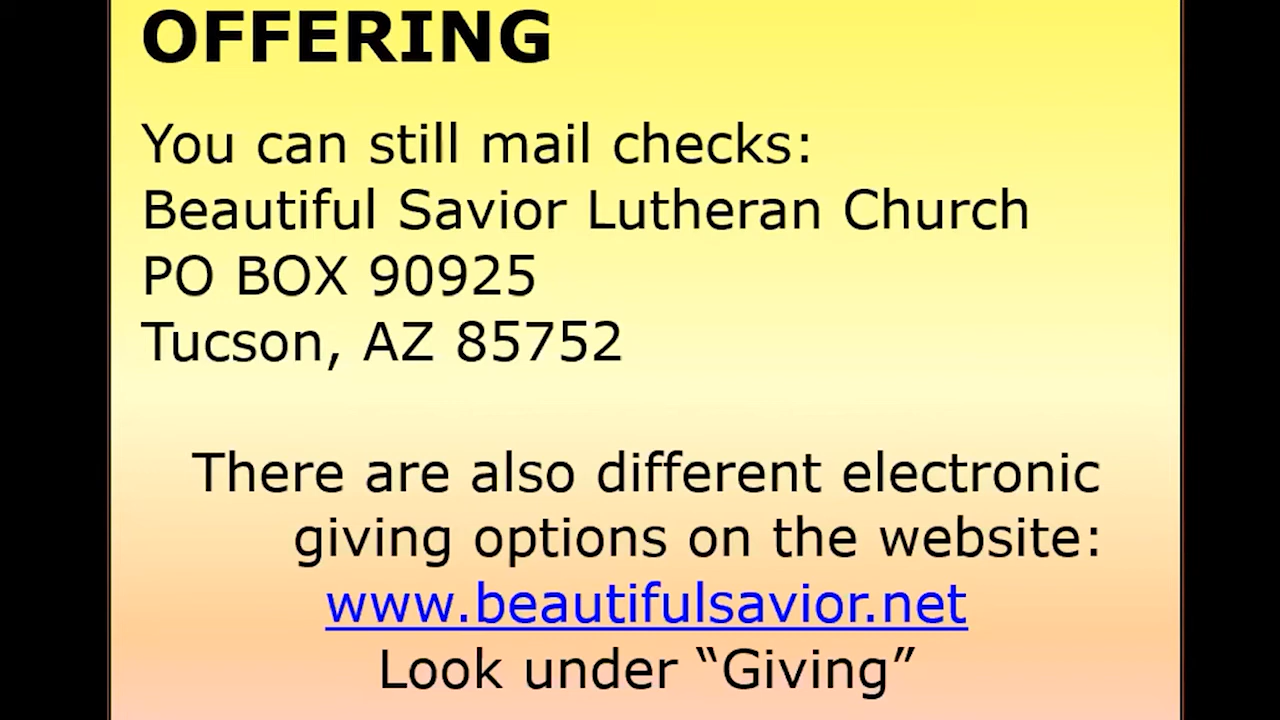 OFFERING
You can still mail checks:
Beautiful Savior Lutheran Church
PO BOX 90925
Tucson, AZ 85752
There are also different electronic
giving options on the website:
www.beautifulsavior.net
Look under “Giving”